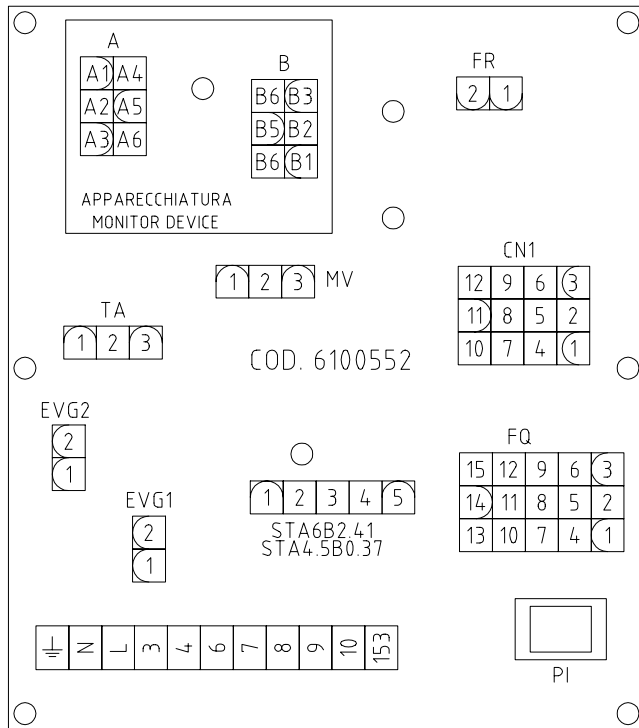 A
B
FR
A1 A4
A2 A5
A3 A6
B6 B3
B5 B2
B6 B1
2 1
APPARECCHIATURA
MONITOR DEVICE
1 2 3 MV
CN1
12 9 6 3
11 8 5 2
10 7 4 1
TA
1 2 3
COD. 6100552
EVG2
2
1
FQ
15 12 9 6 3
14 11 8 5 2
13 10 7 4 1
EVG1
2
1
1 2 3 4 5
STA6B2.41
STA4.5B0.37
N L 3 4 6 7 8 9 10 153
PI